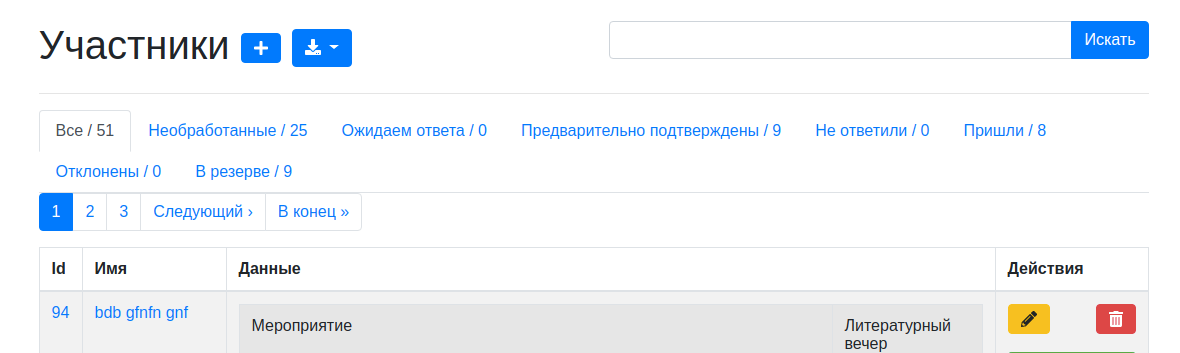 Участники
Искать
Все / 51 Необработанные / 25 Ожидаем ответа / 0 Предварительно подтверждены / 9 Не ответили / 0 Пришли / 8
Отклонены / 0 В резерве / 9
1 2 3 Следующий › В конец »
Id Имя Данные Действия
94 bdb gfnfn gnf Мероприятие Литературный
вечер